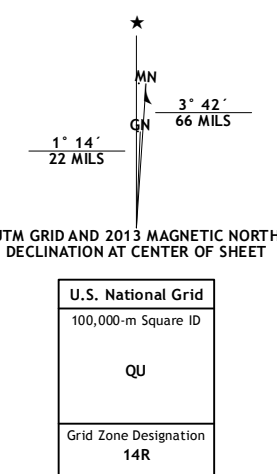 ★
MN
3° 42´
GN
66 MILS
1° 14´
22 MILS
UTM GRID AND 2013 MAGNETIC NORTH
DECLINATION AT CENTER OF SHEET
U.S. National Grid
100,000-m Square ID
QU
Grid Zone Designation
14R